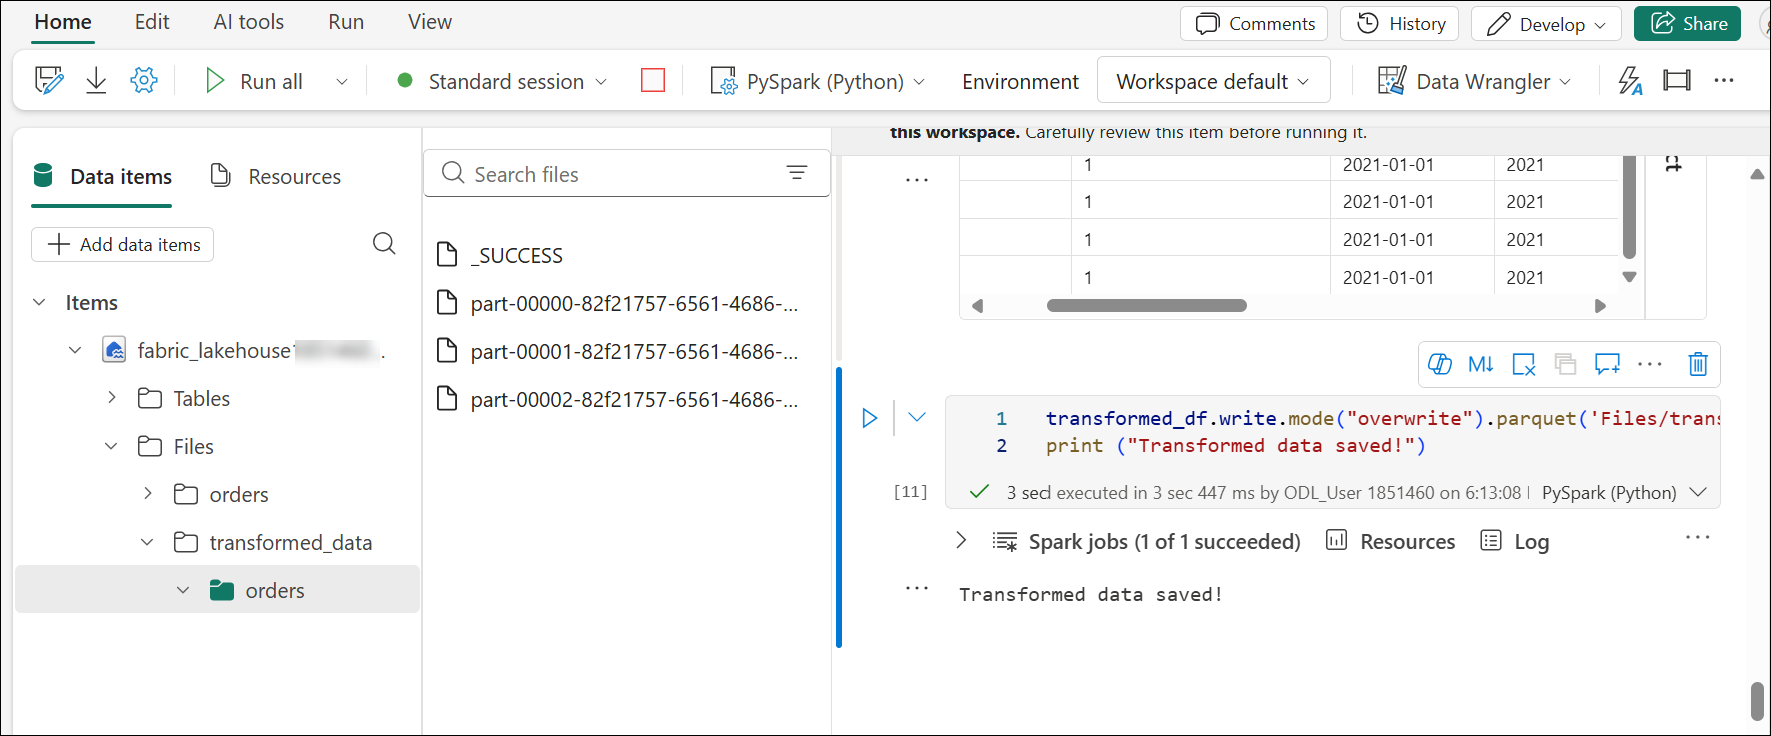 Home Edit AI tools Run View Comments History Develop Share
Run all Standard session PySpark (Python) Environment Workspace default Data Wrangler ...
Data items Resources
Add data items
Items
fabric_lakehouse
Tables
Files
orders
transformed_data
orders
Search files
_SUCCESS
part-00000-82f21757-6561-4686-...
part-00001-82f21757-6561-4686-...
part-00002-82f21757-6561-4686-...
this workspace. Carefully review this item before running it.
1 2021-01-01 2021
1 2021-01-01 2021
1 2021-01-01 2021
1 2021-01-01 2021
M↓
1 transformed_df.write.mode("overwrite").parquet('Files/trans
2 print ("Transformed data saved!")
[11] 3 sec executed in 3 sec 447 ms by ODL_User 1851460 on 6:13:08 PySpark (Python)
Spark jobs (1 of 1 succeeded) Resources Log
Transformed data saved!